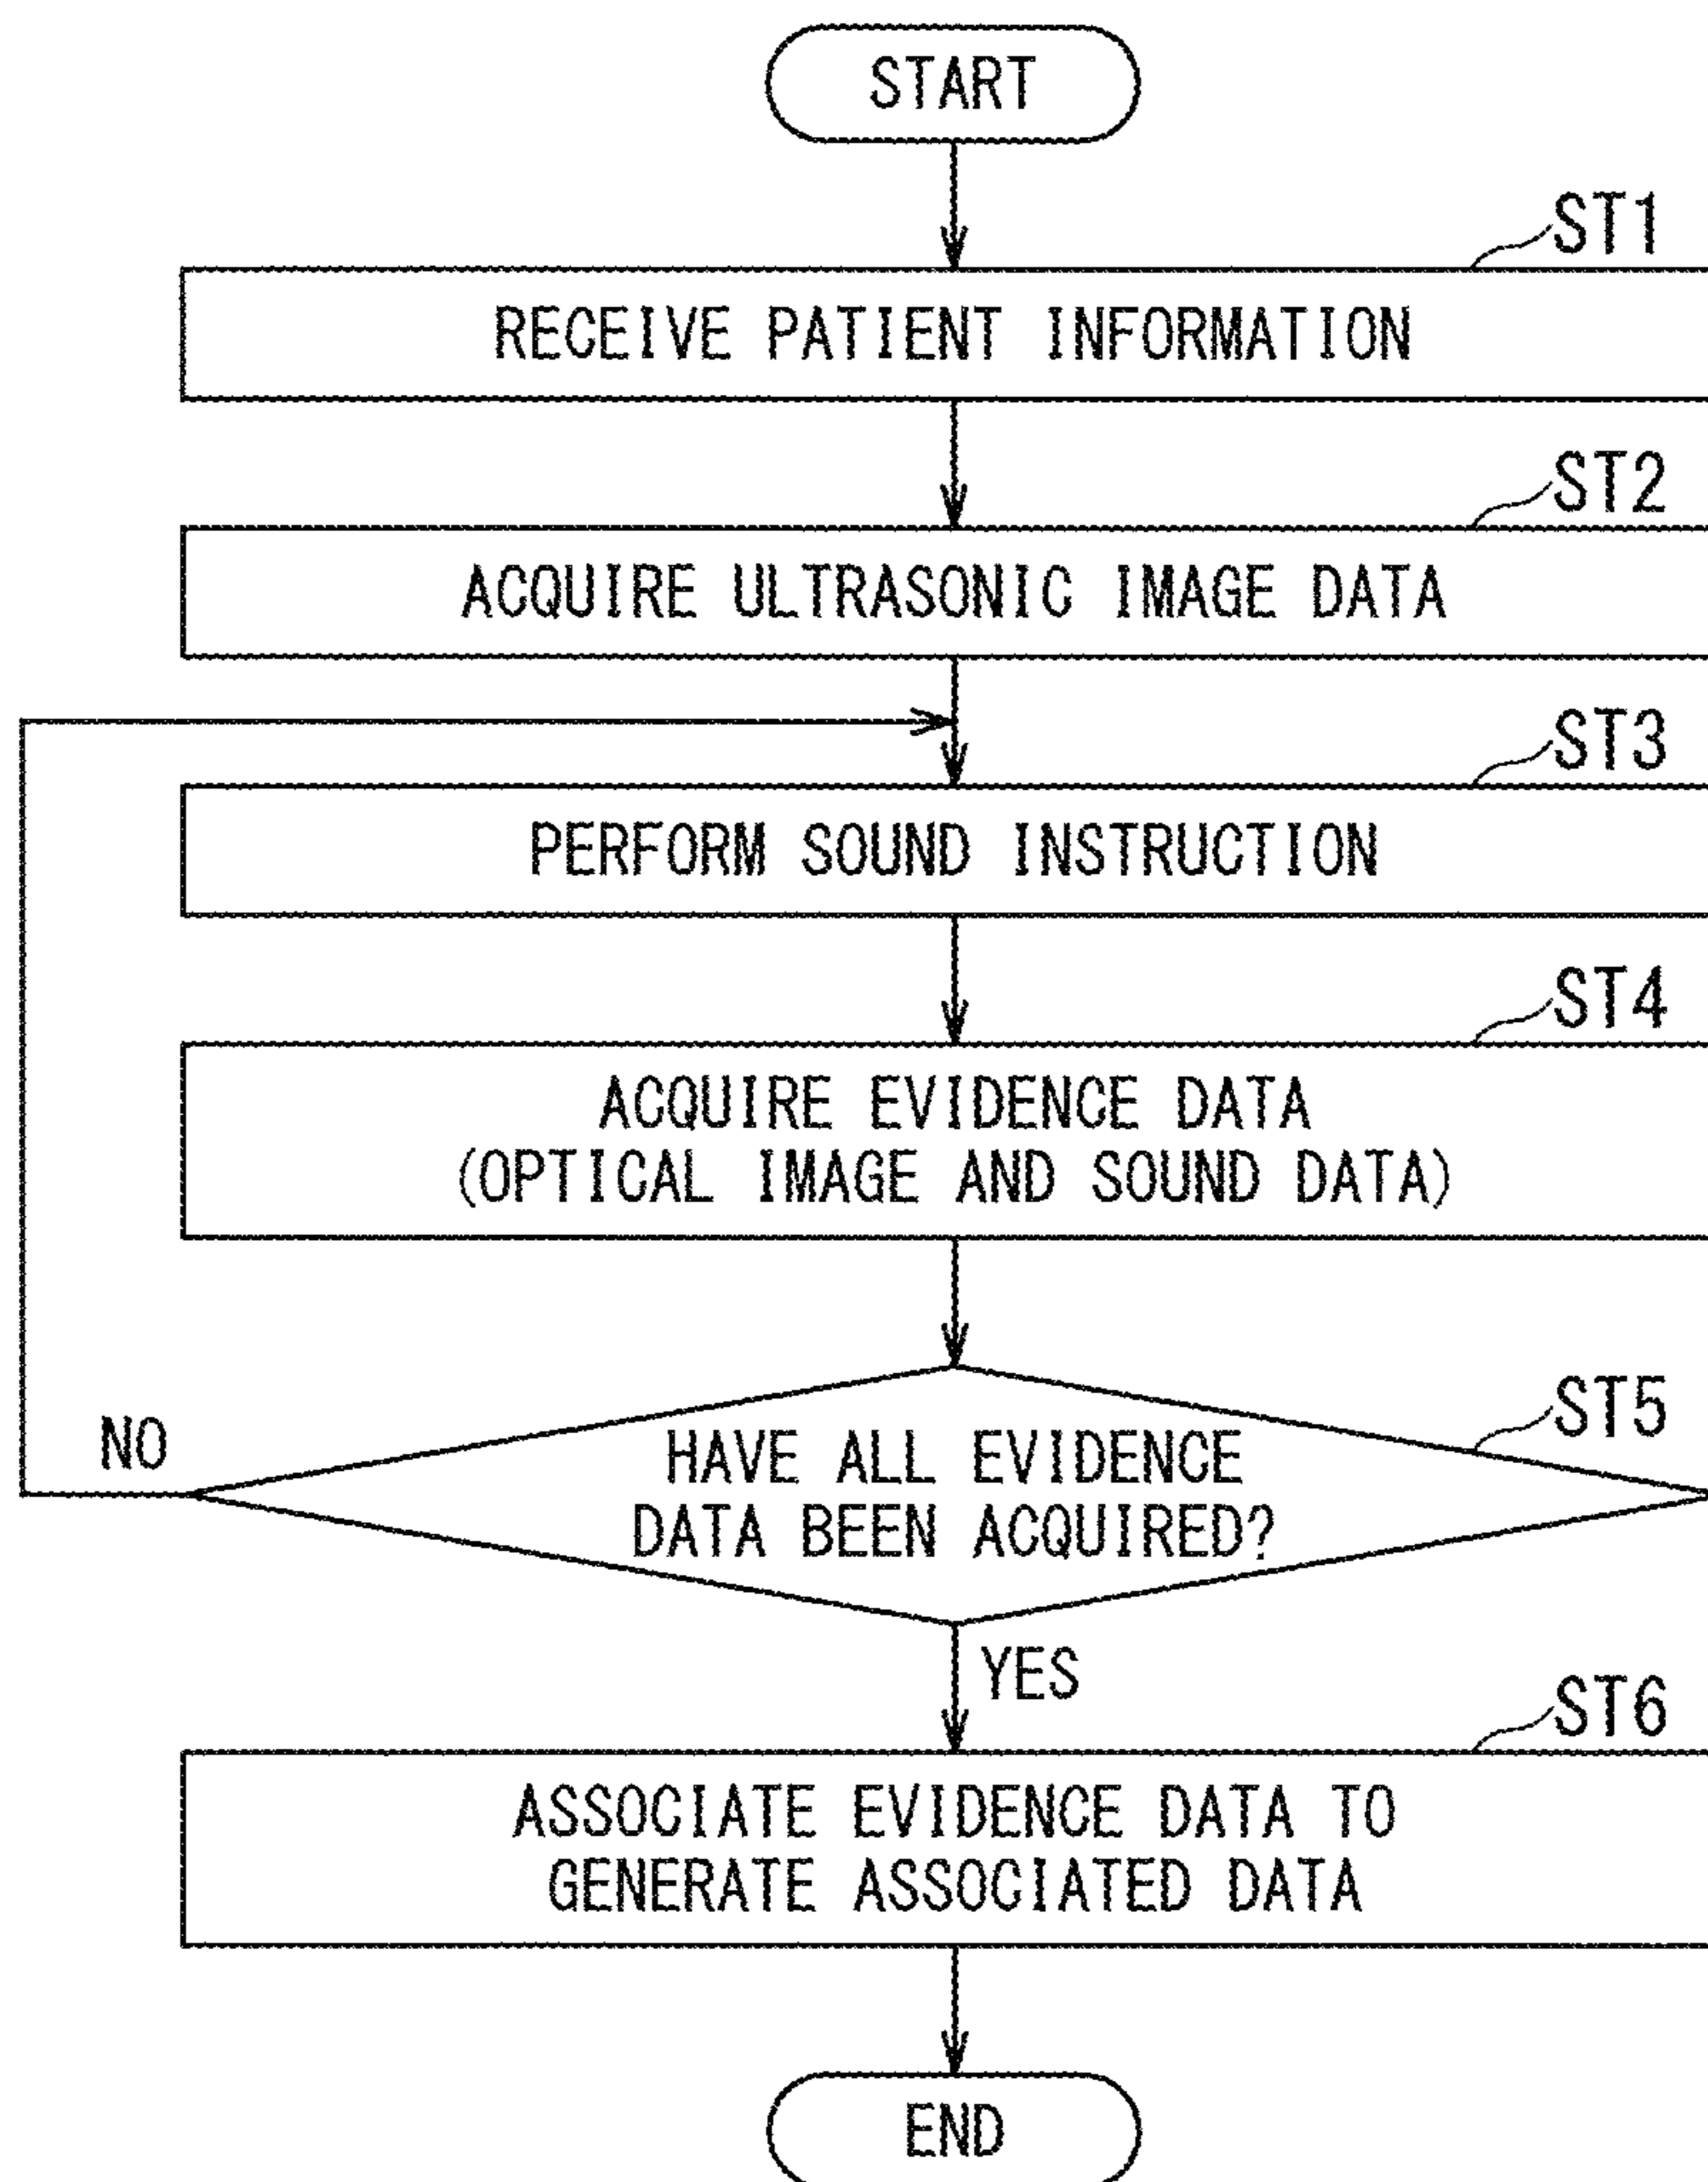 START
ST1
RECEIVE PATIENT INFORMATION
ST2
ACQUIRE ULTRASONIC IMAGE DATA
ST3
PERFORM SOUND INSTRUCTION
ST4
ACQUIRE EVIDENCE DATA
(OPTICAL IMAGE AND SOUND DATA)
ST5
NO
HAVE ALL EVIDENCE
DATA BEEN ACQUIRED?
YES
ST6
ASSOCIATE EVIDENCE DATA TO
GENERATE ASSOCIATED DATA
END